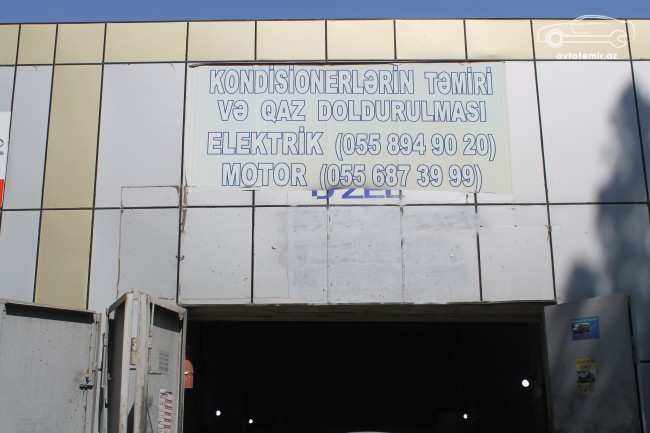 avtotemir.az
KONDİSİONERLƏRİN TƏMİRİ
VƏ QAZ DOLDURULMASI
ELEKTRİK (055 894 90 20)
MOTOR (055 687 39 99)